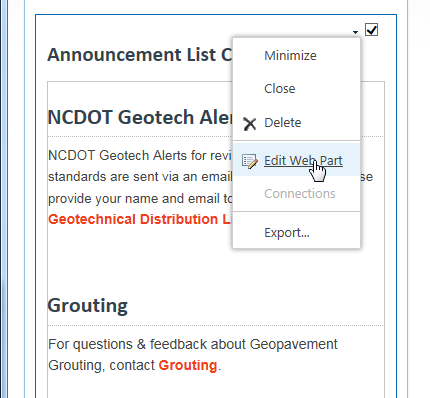 Announcement List C
Minimize
Close
Delete
Edit Web Part
Connections
Export...
NCDOT Geotech Aler
NCDOT Geotech Alerts for revi
standards are sent via an email se
provide your name and email to
Geotechnical Distribution L
Grouting
For questions & feedback about Geopavement
Grouting, contact Grouting.